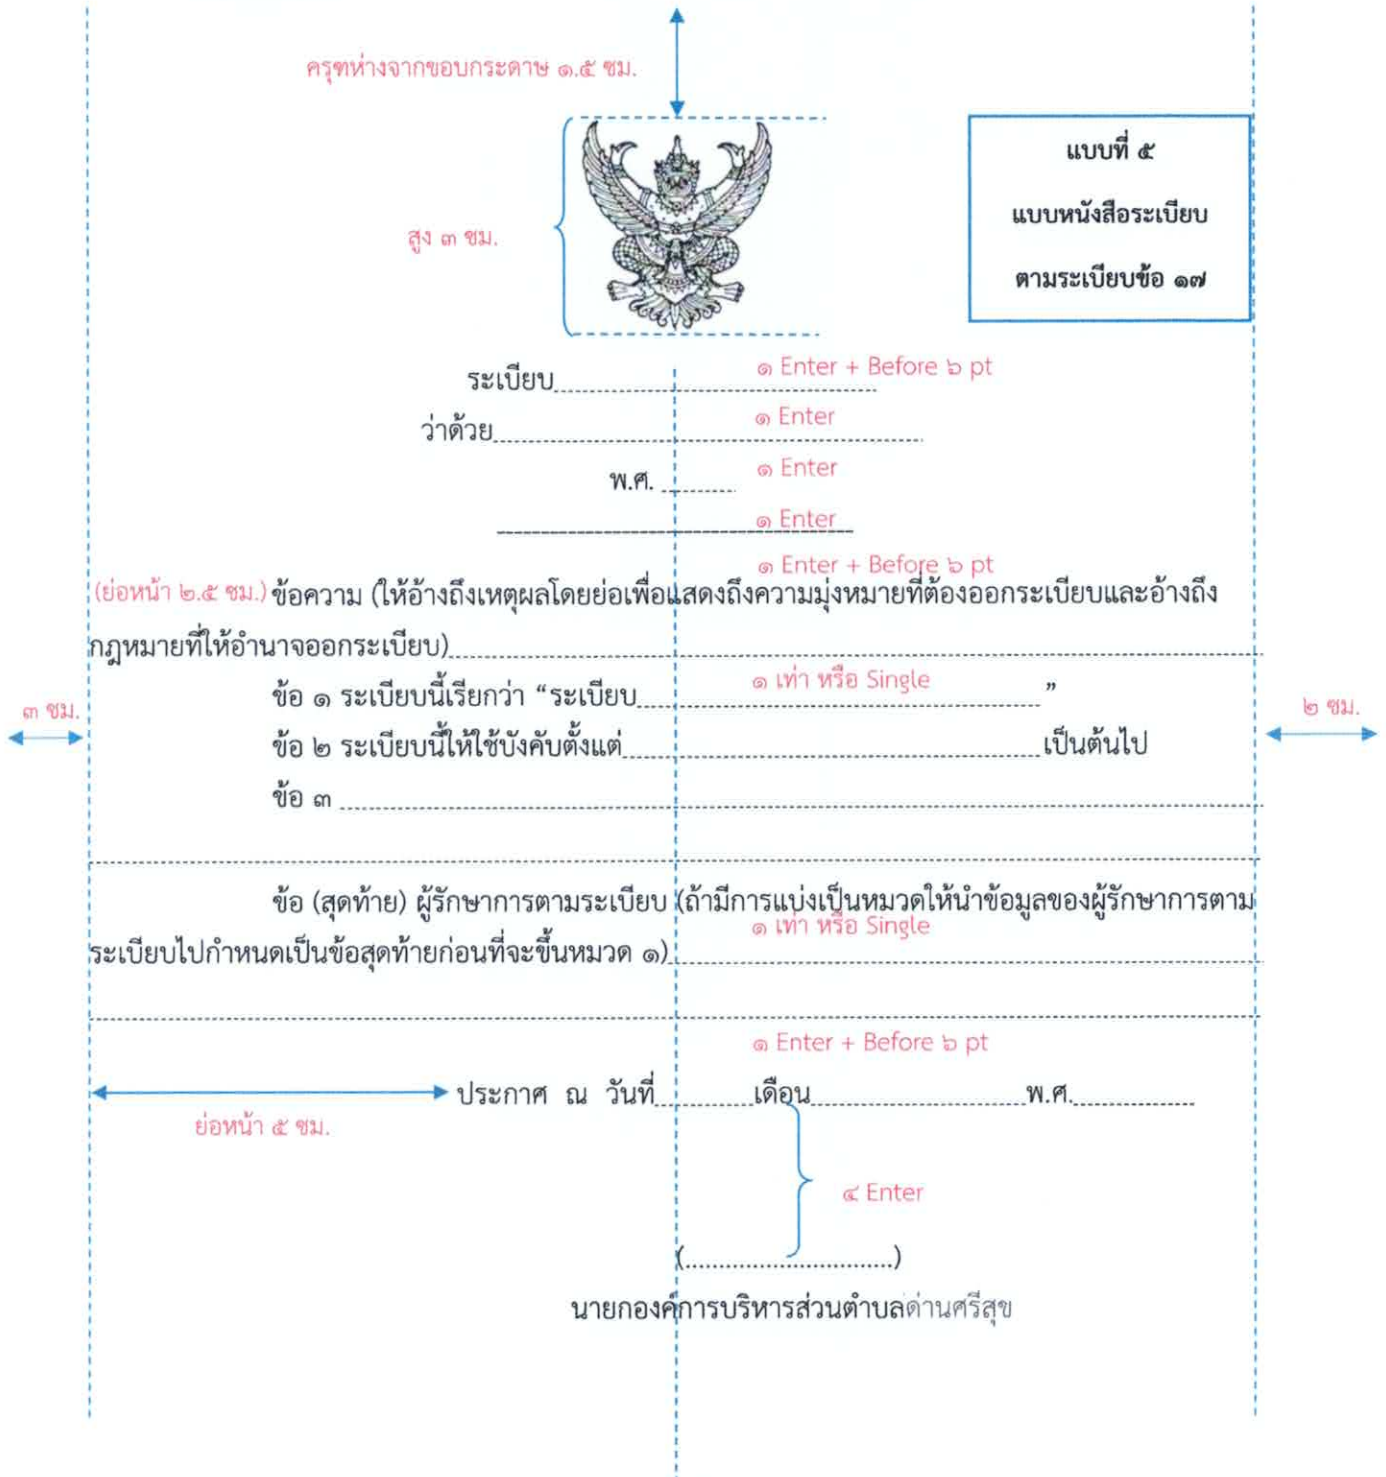 ครุฑห่างจากขอบกระดาษ ๑.๕ ซม.
แบบที่ ๕
แบบหนังสือระเบียบ
ตามระเบียบข้อ ๑๗
สูง ๓ ซม.
๑ Enter + Before ๖ pt
ระเบียบ
๑ Enter
ว่าด้วย
๑ Enter
พ.ศ.
๑ Enter
๑ Enter + Before ๖ pt
(ย่อหน้า ๒.๕ ซม.) ข้อความ (ให้อ้างถึงเหตุผลโดยย่อเพื่อแสดงถึงความมุ่งหมายที่ต้องออกระเบียบและอ้างถึง
กฎหมายที่ให้อำนาจออกระเบียบ)
๑ เท่า หรือ Single
ข้อ ๑ ระเบียบนี้เรียกว่า “ระเบียบ ”
๓ ซม.
๒ ซม.
ข้อ ๒ ระเบียบนี้ให้ใช้บังคับตั้งแต่ เป็นต้นไป
ข้อ ๓
ข้อ (สุดท้าย) ผู้รักษาการตามระเบียบ (ถ้ามีการแบ่งเป็นหมวดให้นำข้อมูลของผู้รักษาการตาม
๑ เท่า หรือ Single
ระเบียบไปกำหนดเป็นข้อสุดท้ายก่อนที่จะขึ้นหมวด ๑)
๑ Enter + Before ๖ pt
ประกาศ ณ วันที่ เดือน พ.ศ.
ย่อหน้า ๕ ซม.
๔ Enter
(...............................)
นายกองค์การบริหารส่วนตำบลด่านศรีสุข